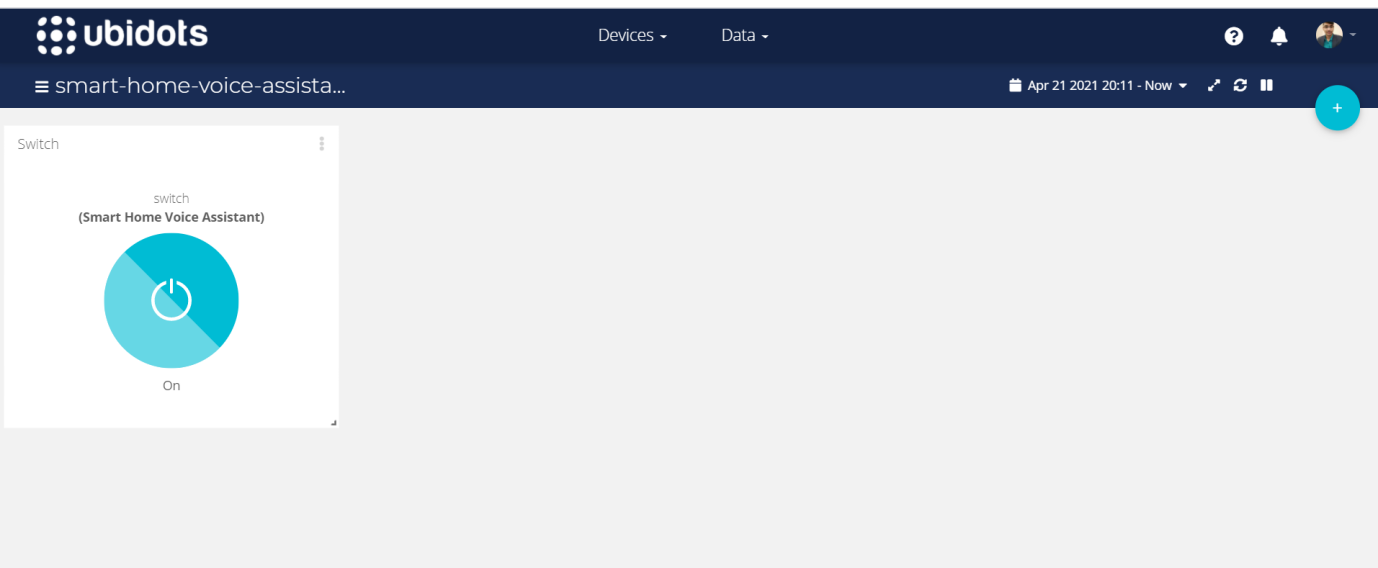 ubidots
Devices
Data
smart-home-voice-assista...
Apr 21 2021 20:11 - Now
Switch
switch
(Smart Home Voice Assistant)
On